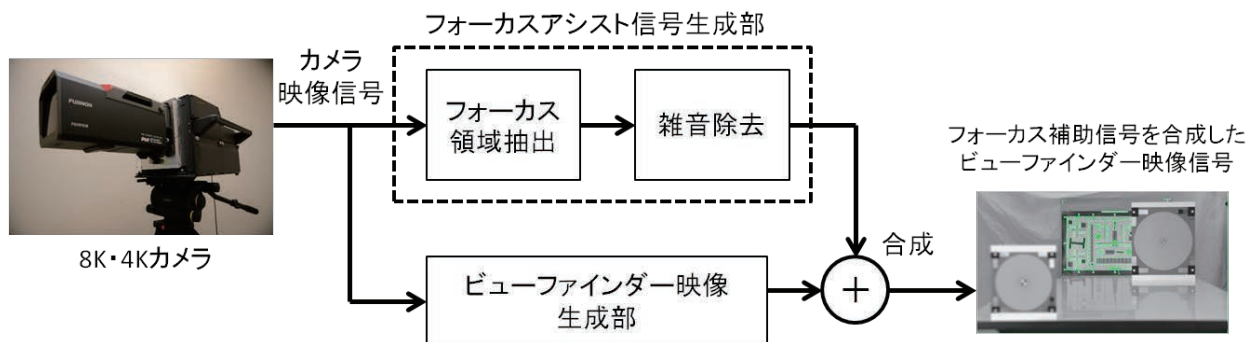 フォーカスアシスト信号生成部
カメラ
映像信号
フォーカス
領域抽出
雑音除去
フォーカス補助信号を合成した
ビューファインダー映像信号
FUJINON
8K・4Kカメラ
ビューファインダー映像
生成部
合成
+